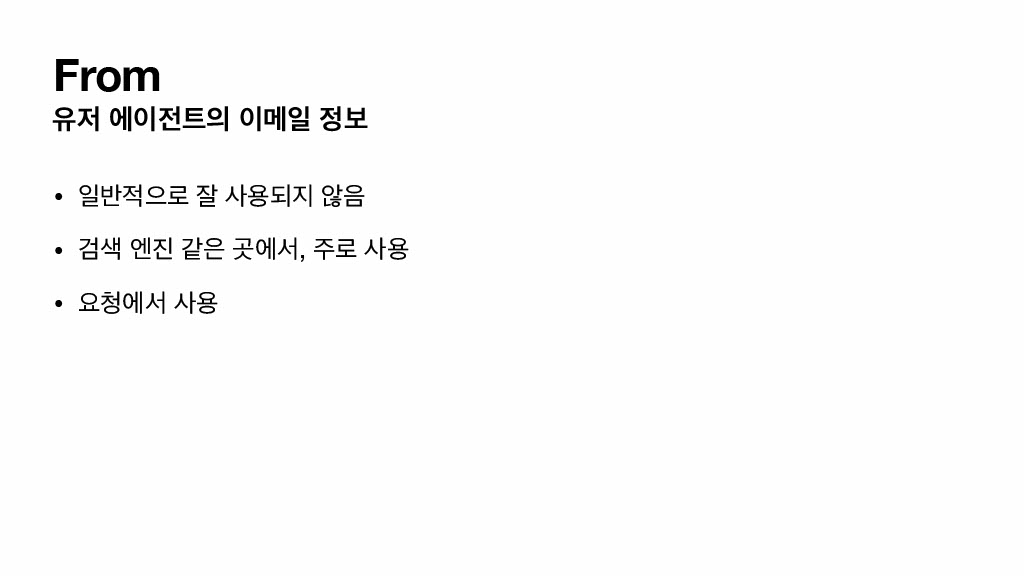 From
유저 에이전트의 이메일 정보
• 일반적으로 잘 사용되지 않음
• 검색 엔진 같은 곳에서, 주로 사용
• 요청에서 사용